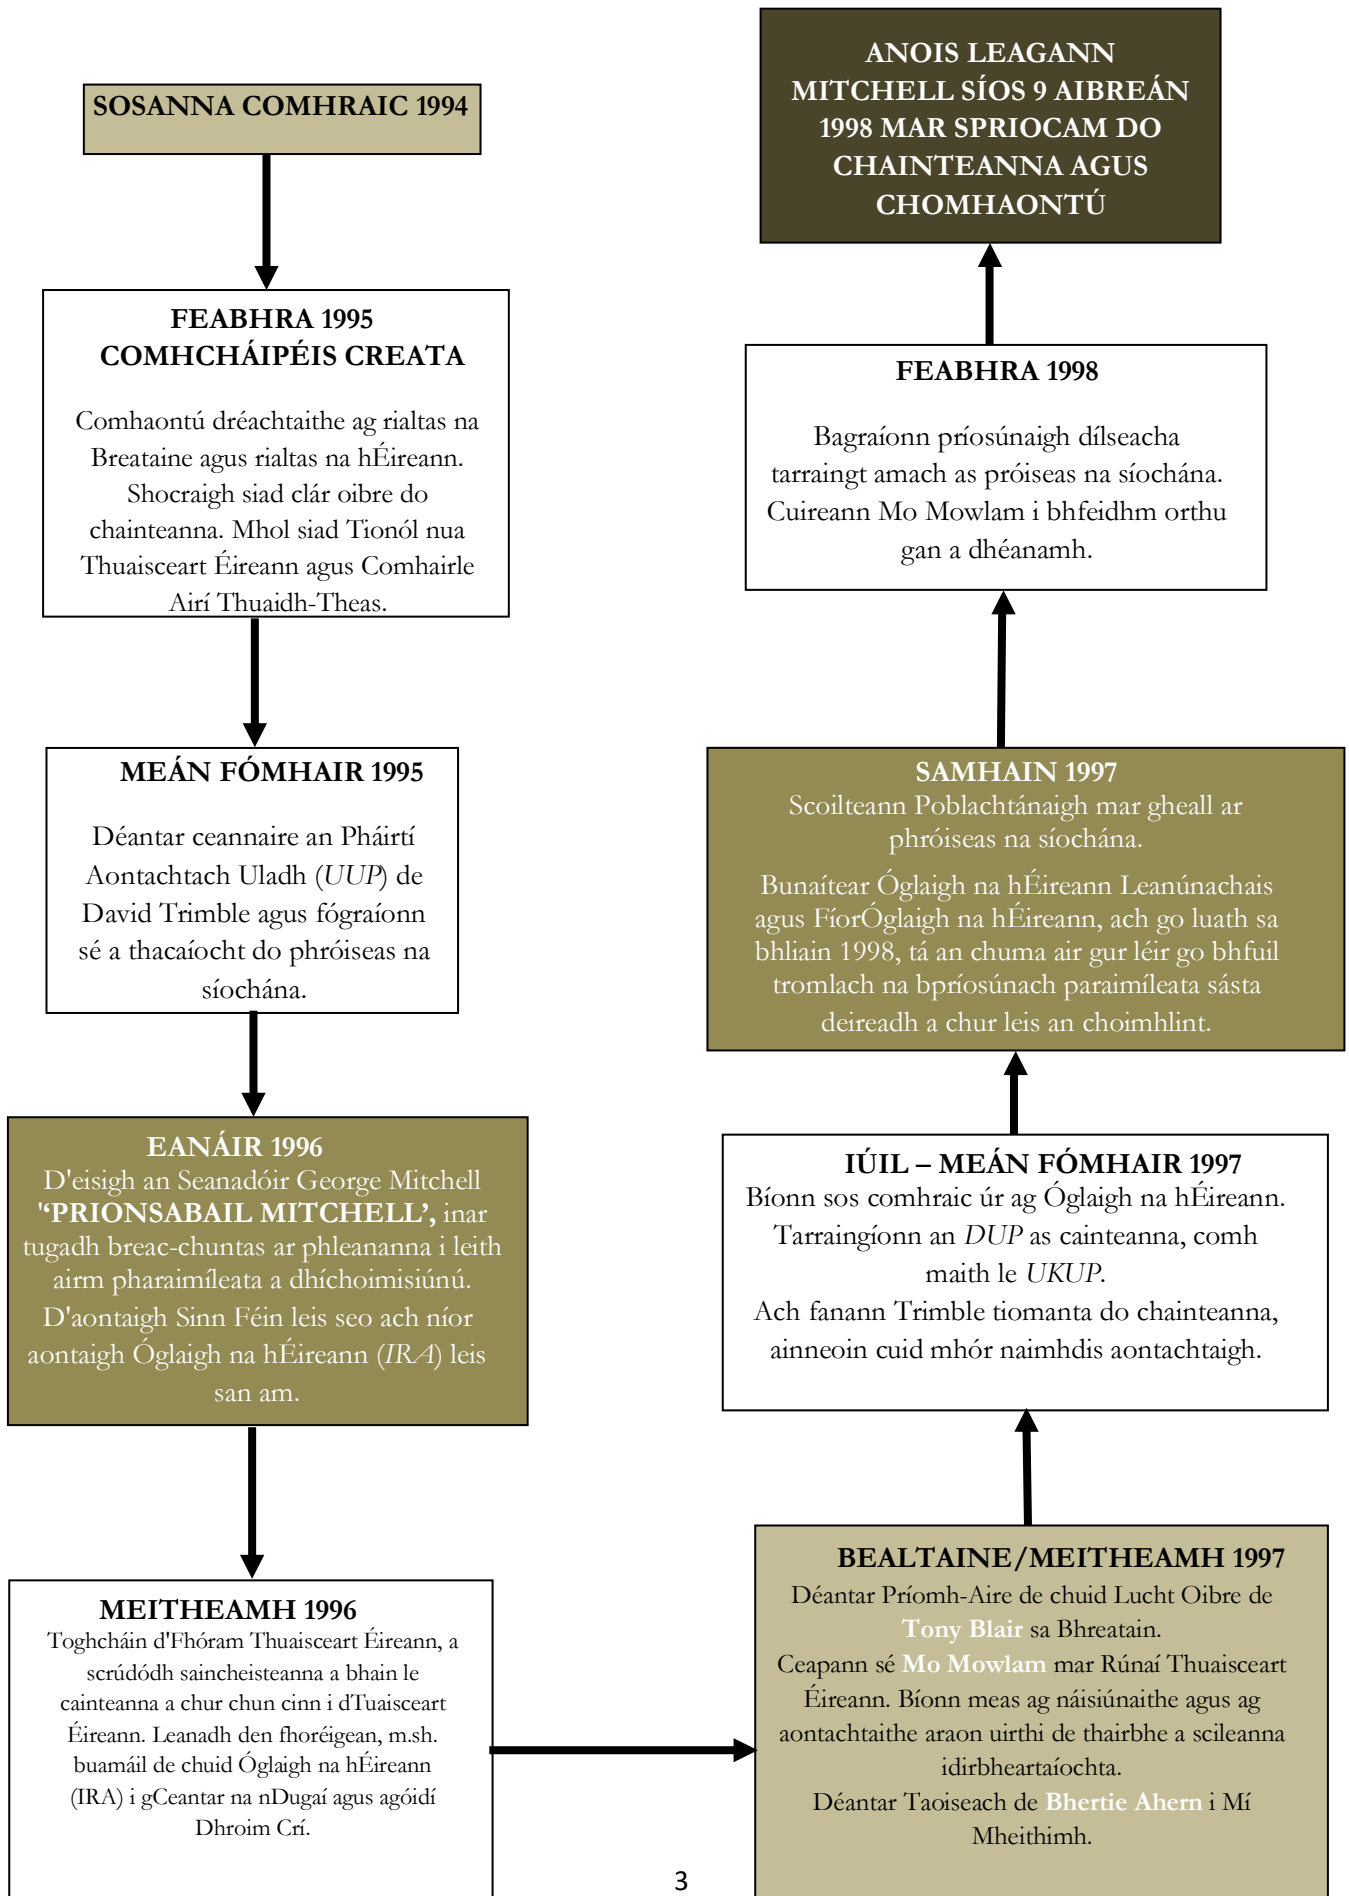 SOSANNA COMHRAIC 1994
FEABHRA 1995
COMHCHÁIPÉIS CREATA
Comhaontú dréachtaithe ag rialtas na
Breataine agus rialtas na hÉireann.
Shocraigh siad clár oibre do
chainteanna. Mhol siad Tionól nua
Thuaisceart Éireann agus Comhairle
Airí Thuaidh-Theas.
MEÁN FÓMHAIR 1995
Déantar ceannaire an Pháirtí
Aontachtach Uladh (UUP) de
David Trimble agus fógraíonn
sé a thacaíocht do phróiseas na
síochána.
EANÁIR 1996
D'eisigh an Seanadóir George Mitchell
'‘PRIONSABAIL MITCHELL’, inar
tugadh breac-chuntas ar phleananna i leith
airm pharaimíleata a dhíchoimisiúnú.
D'aontaigh Sinn Féin leis seo ach níor
aontaigh Óglaigh na hÉireann (IRA) leis
san am.
MEITHEAMH 1996
Toghcháin d'Fhóram Thuaisceart Éireann, a
scrúdódh saincheisteanna a bhain le
cainteanna a chur chun cinn i dTuaisceart
Éireann. Leanadh den fhoréigean, m.sh.
buamáil de chuid Óglaigh na hÉireann
(IRA) i gCeantar na nDugaí agus agóidí
Dhroim Crí.
BEALTAINE/MEITHEAMH 1997
Déantar Príomh-Aire de chuid Lucht Oibre de
Tony Blair sa Bhreatain.
Ceapann sé Mo Mowlam mar Rúnaí Thuaisceart
Éireann. Bíonn meas ag náisiúnaithe agus ag
aontachtaithe araon uirthi de thairbhe a scileanna
idirbheartaíochta.
Déantar Taoiseach de Bhertie Ahern i Mí
Mheithimh.
IÚIL – MEÁN FÓMHAIR 1997
Bíonn sos comhraic úr ag Óglaigh na hÉireann.
Tarraingíonn an DUP as cainteanna, comh
maith le UKUP.
Ach fanann Trimble tiomanta do chainteanna,
ainneoin cuid mhór naimhdis aontachtaigh.
SAMHAIN 1997
Scoilteann Poblachtánaigh mar gheall ar
phróiseas na síochána.
Bunaítear Óglaigh na hÉireann Leanúnachais
agus FíorÓglaigh na hÉireann, ach go luath sa
bhliain 1998, tá an chuma air gur léir go bhfuil
tromlach na bpríosúnach paraimíleata sásta
deireadh a chur leis an choimhlint.
FEABHRA 1998
Bagraíonn príosúnaigh dílseacha
tarraingt amach as próiseas na síochána.
Cuireann Mo Mowlam i bhfeidhm orthu
gan a dhéanamh.
ANOIS LEAGANN
MITCHELL SÍOS 9 AIBREÁN
1998 MAR SPRIOCAM DO
CHAINTEANNA AGUS
CHOMHAONTÚ
3